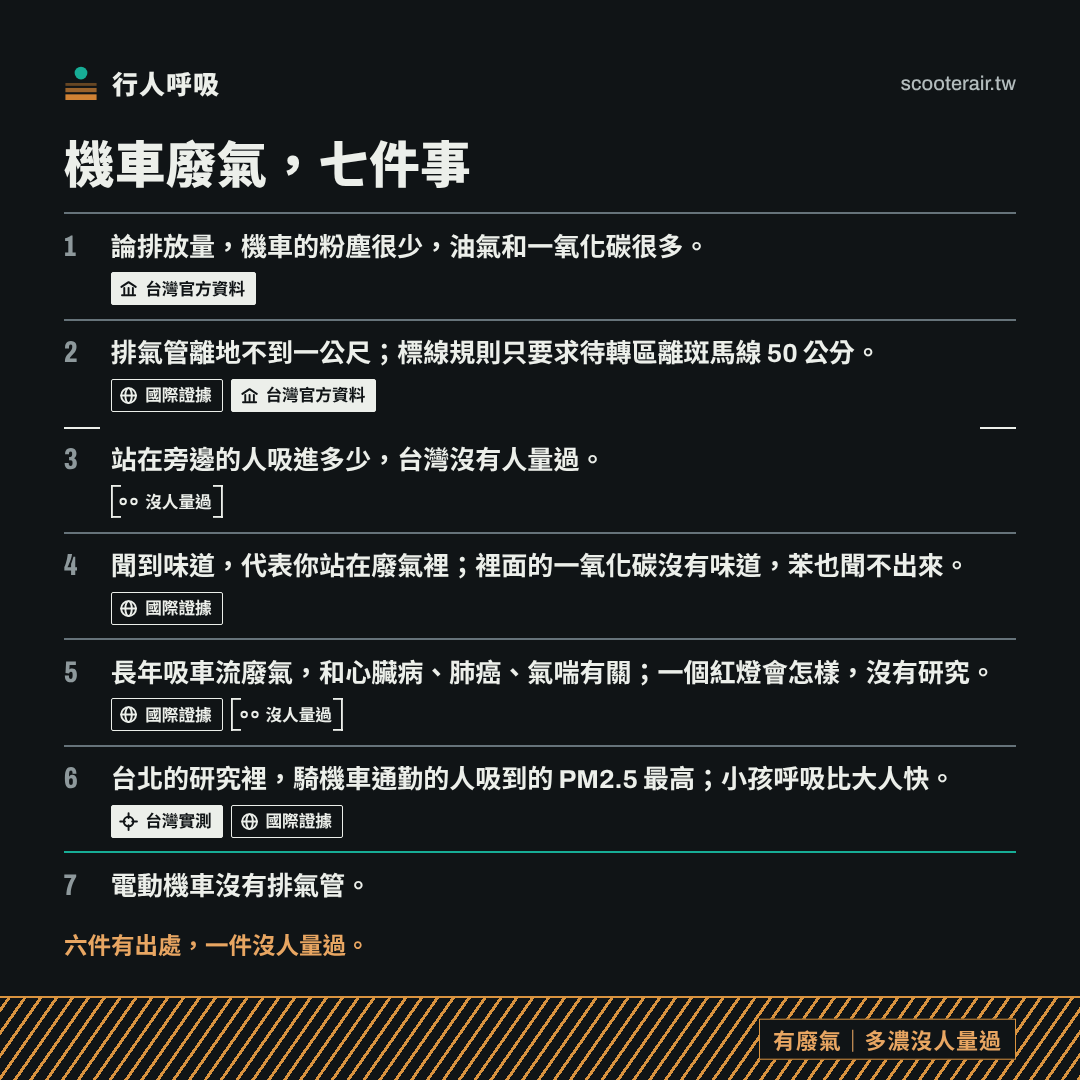 行人呼吸
scooterair.tw
機車廢氣，七件事
1 論排放量，機車的粉塵很少，油氣和一氧化碳很多。
台灣官方資料
2 排氣管離地不到一公尺；標線規則只要求待轉區離斑馬線 50 公分。
國際證據 台灣官方資料
3 站在旁邊的人吸進多少，台灣沒有人量過。
沒人量過
4 聞到味道，代表你站在廢氣裡；裡面的一氧化碳沒有味道，苯也聞不出來。
國際證據
5 長年吸車流廢氣，和心臟病、肺癌、氣喘有關；一個紅燈會怎樣，沒有研究。
國際證據 沒人量過
6 台北的研究裡，騎機車通勤的人吸到的 PM2.5 最高；小孩呼吸比大人快。
台灣實測 國際證據
7 電動機車沒有排氣管。
六件有出處，一件沒人量過。
有廢氣｜多濃沒人量過